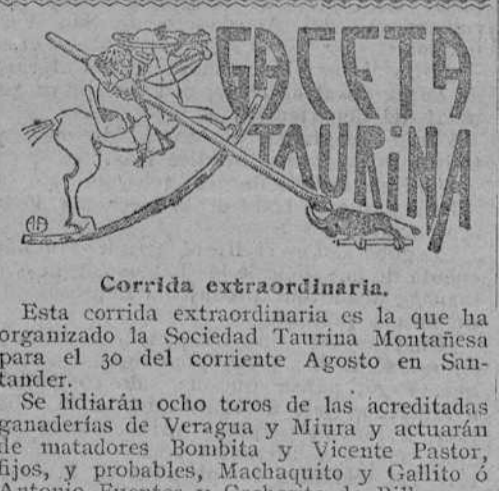 GACETA
TAURINA
Corrida extraordinaria.
Esta corrida extraordinaria es la que ha
organizado la Sociedad Taurina Montañesa
para el 30 del corriente Agosto en San-
tander.
Se lidiarán ocho toros de las acreditadas
ganaderías de Veragua y Miura y actuarán
de matadores Bombita y Vicente Pastor,
fijos, y probables, Machaquito y Gallito ó
Antonio Fuentes y